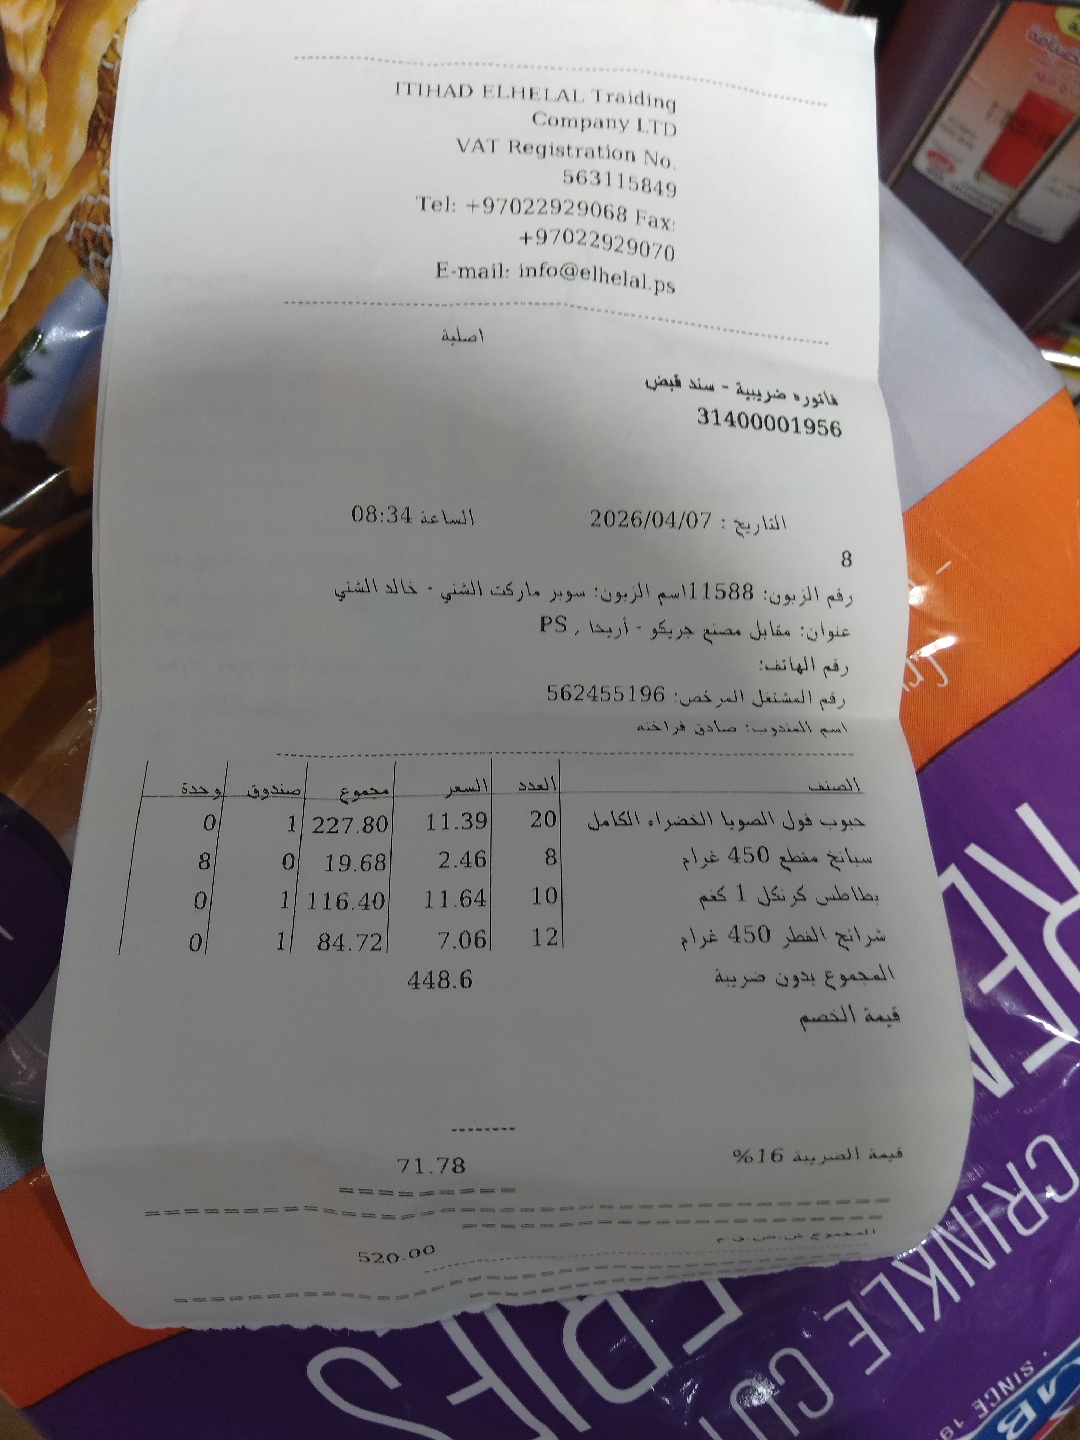 ITIHAD ELHELAL Traiding
Company LTD
VAT Registration No.
563115849
Tel: +97022929068 Fax:
+97022929070
E-mail: info@elhelal.ps
اصلية
فاتوره ضريبية - سند قبض
31400001956
التاريخ : 2026/04/07 الساعة 08:34
8
رقم الزبون: 11588اسم الزبون: سوبر ماركت الشني - خالد الشني
عنوان: مقابل مصنع جريكو - أريحا , PS
رقم الهاتف:
رقم المشتغل المرخص: 562455196
اسم المندوب: صادق فراخنه
الصنف العدد السعر مجموع صندوق وحدة
حبوب فول الصويا الخضراء الكامل 20 11.39 227.80 1 0
سبانخ مقطع 450 غرام 8 2.46 19.68 0 8
بطاطس كرنكل 1 كغم 10 11.64 116.40 1 0
شرائح الفطر 450 غرام 12 7.06 84.72 1 0
المجموع بدون ضريبة 448.6
قيمة الخصم
قيمة الضريبة 16% 71.78
المجموع ش.ض.ق.م 520.00
CRINKLE CUT
FRIES
SINCE